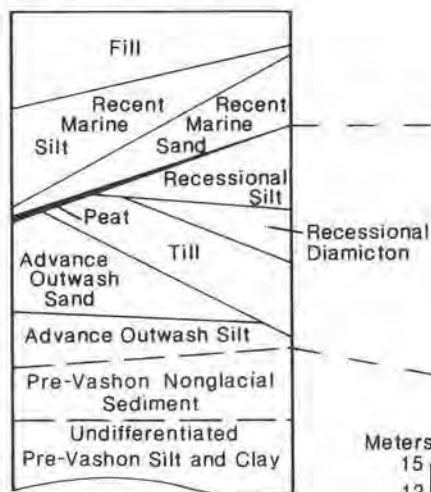 Fill
Recent
Marine
Silt
Recent
Marine
Sand
Recessional
Silt
Peat
Recessional
Diamicton
Till
Advance
Outwash
Sand
Advance Outwash Silt
Pre-Vashon Nonglacial
Sediment
Undifferentiated
Pre-Vashon Silt and Clay
Meters
15
12